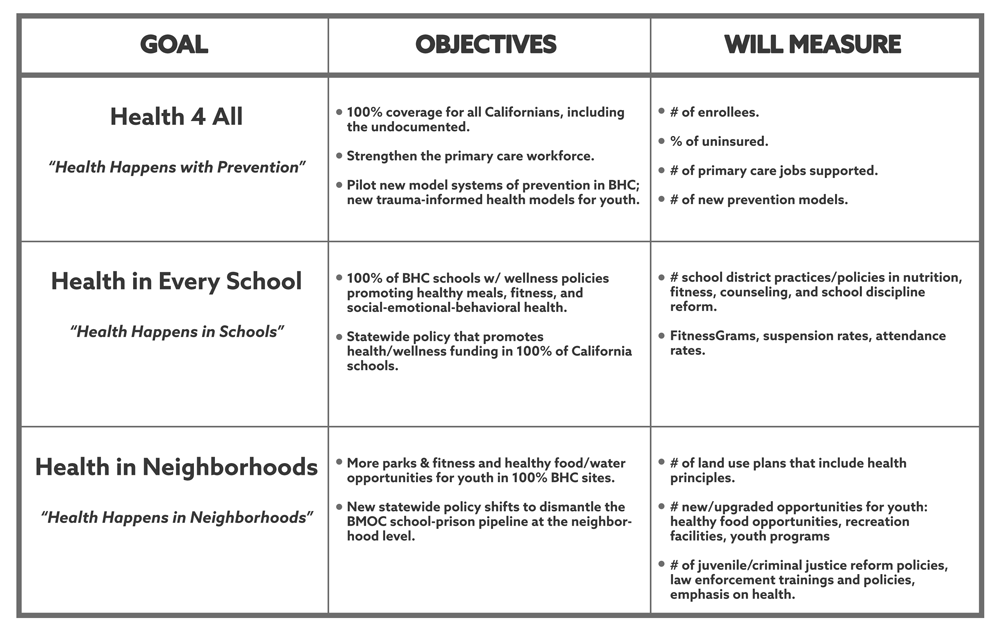 GOAL
OBJECTIVES
WILL MEASURE
Health 4 All
“Health Happens with Prevention”
• 100% coverage for all Californians, including
the undocumented.
• Strengthen the primary care workforce.
• Pilot new model systems of prevention in BHC;
new trauma-informed health models for youth.
• # of enrollees.
• % of uninsured.
• # of primary care jobs supported.
• # of new prevention models.
Health in Every School
“Health Happens in Schools”
• 100% of BHC schools w/ wellness policies
promoting healthy meals, fitness, and
social-emotional-behavioral health.
• Statewide policy that promotes
health/wellness funding in 100% of California
schools.
• # school district practices/policies in nutrition,
fitness, counseling, and school discipline
reform.
• FitnessGrams, suspension rates, attendance
rates.
Health in Neighborhoods
“Health Happens in Neighborhoods”
• More parks & fitness and healthy food/water
opportunities for youth in 100% BHC sites.
• New statewide policy shifts to dismantle the
BMOC school-prison pipeline at the neighbor-
hood level.
• # of land use plans that include health
principles.
• # new/upgraded opportunities for youth:
healthy food opportunities, recreation
facilities, youth programs
• # of juvenile/criminal justice reform policies,
law enforcement trainings and policies,
emphasis on health.